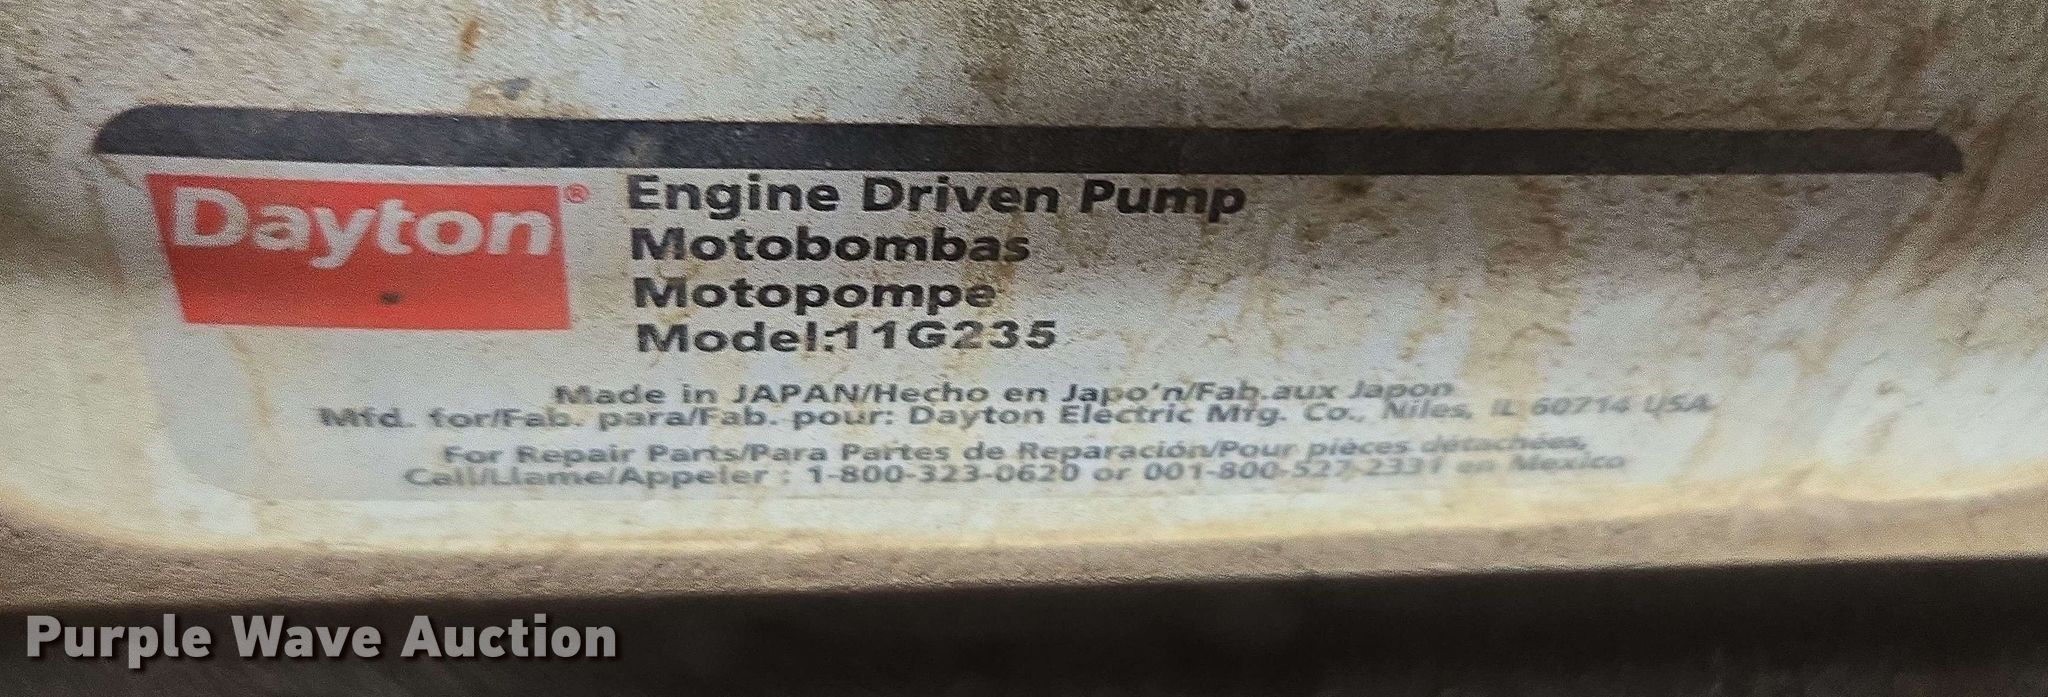 Dayton®
Engine Driven Pump
Motobombas
Motopompe
Model:11G235
Made in JAPAN/Hecho en Japo'n/Fab.aux Japon
Mfd. for/Fab. para/Fab. pour: Dayton Electric Mfg. Co., Niles, IL 60714 USA
For Repair Parts/Para Partes de Reparación/Pour pièces détachées,
Call/Llame/Appeler : 1-800-323-0620 or 001-800-527-2331 en Mexico
Purple Wave Auction